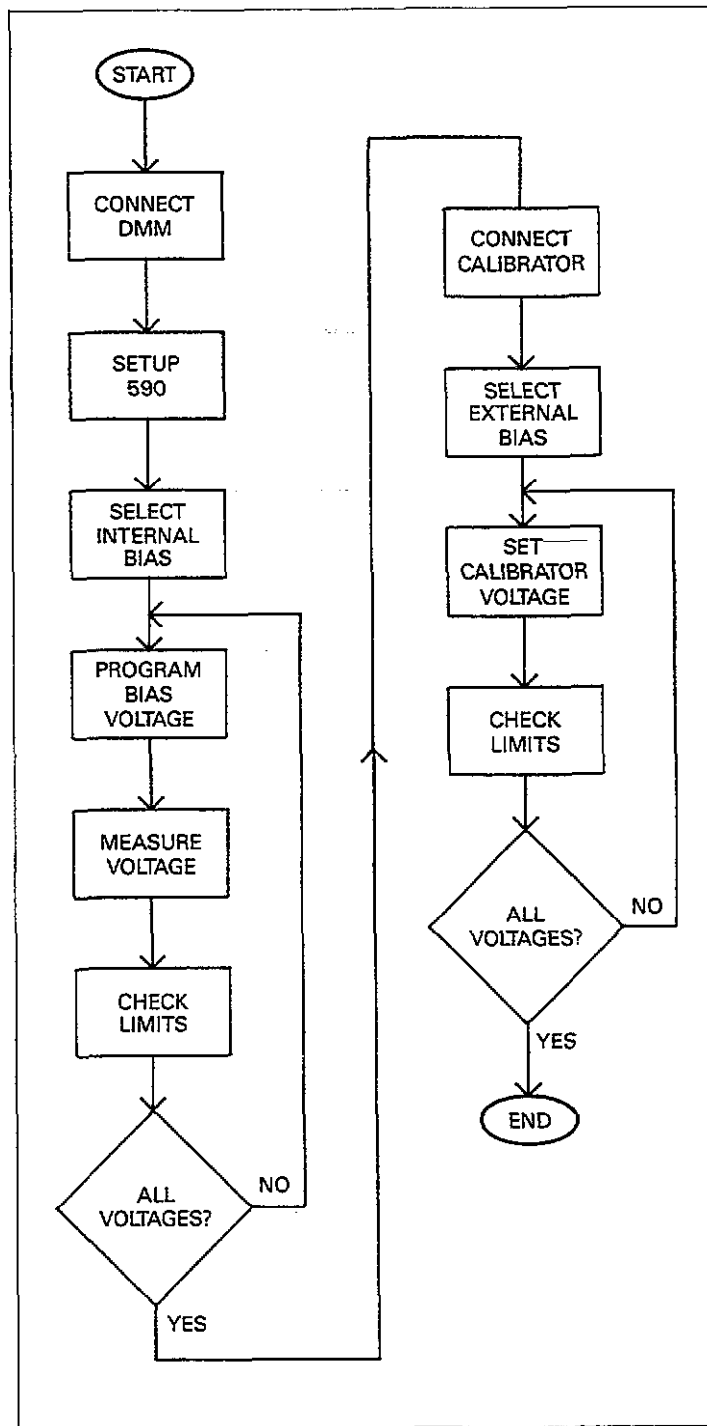 START
CONNECT
DMM
SETUP
590
SELECT
INTERNAL
BIAS
PROGRAM
BIAS
VOLTAGE
MEASURE
VOLTAGE
CHECK
LIMITS
ALL
VOLTAGES?
NO
YES
CONNECT
CALIBRATOR
SELECT
EXTERNAL
BIAS
SET
CALIBRATOR
VOLTAGE
CHECK
LIMITS
ALL
VOLTAGES?
NO
YES
END